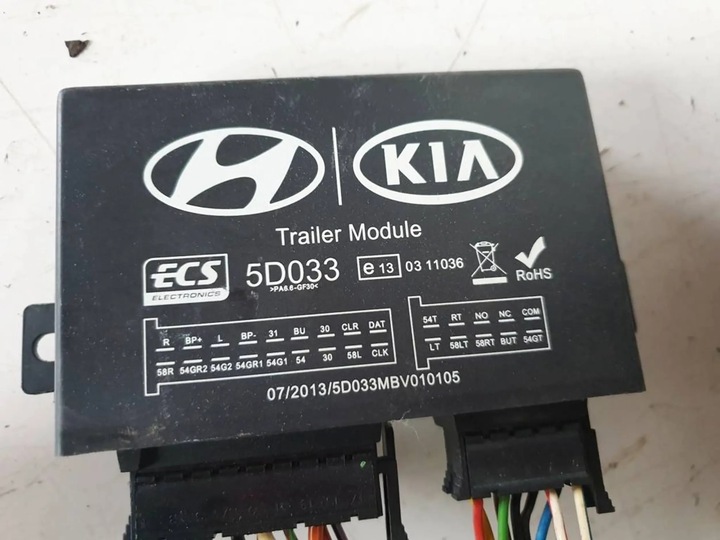 KIA
Trailer Module
ECS
ELECTRONICS
5D033
>PA6.6-GF30<
e 13
03 11036
RoHS
R BP+ L BP- 31 BU 30 CLR DAT
58R 54GR2 54G2 54GR1 54G1 54 30 58L CLK
54T RT NO NC COM
LT 58LT 58RT BUT 54GT
07/2013/5D033MBV010105